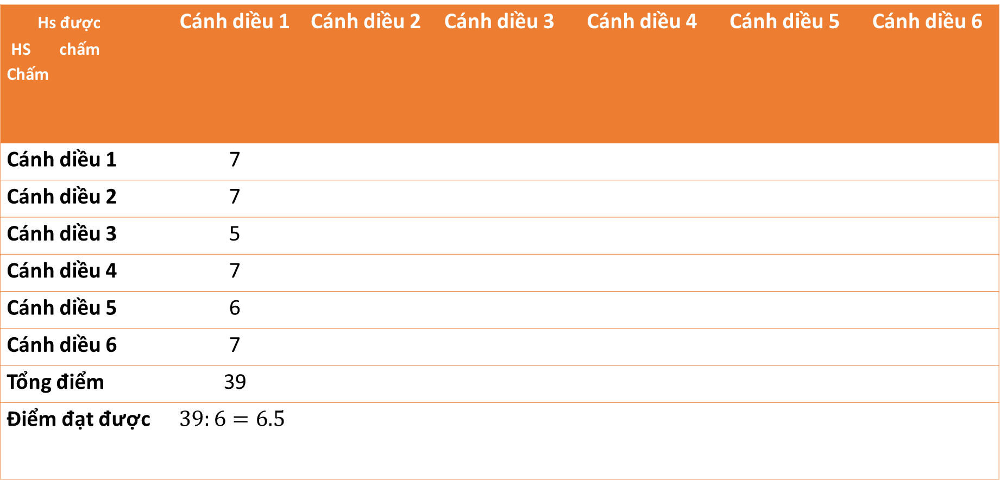 Hs được Cánh diều 1 Cánh diều 2 Cánh diều 3 Cánh diều 4 Cánh diều 5 Cánh diều 6
HS chấm
Chấm
Cánh diều 1 7
Cánh diều 2 7
Cánh diều 3 5
Cánh diều 4 7
Cánh diều 5 6
Cánh diều 6 7
Tổng điểm 39
Điểm đạt được 39: 6 = 6.5